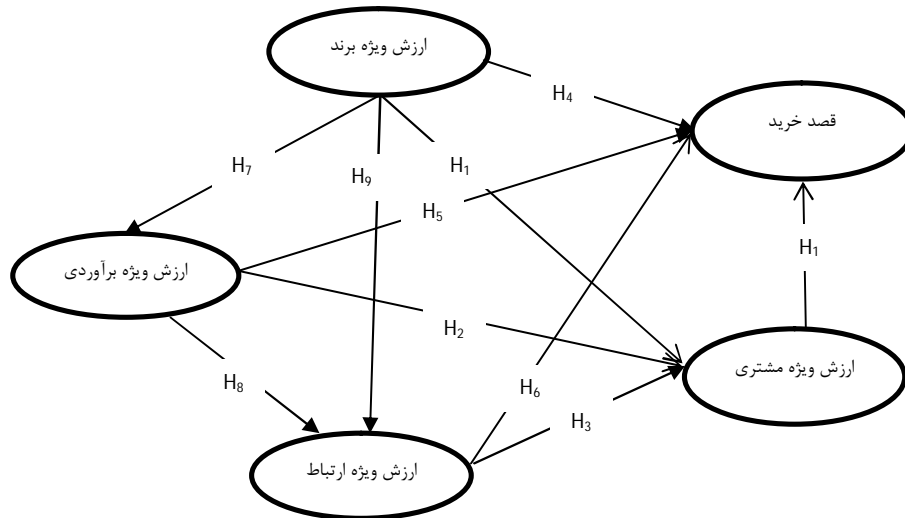 ارزش ویژه برند
H₄
قصد خرید
H₇
H₉
H₁
H₅
H₁
ارزش ویژه برآوردی
H₂
ارزش ویژه مشتری
H₈
H₆
H₃
ارزش ویژه ارتباط